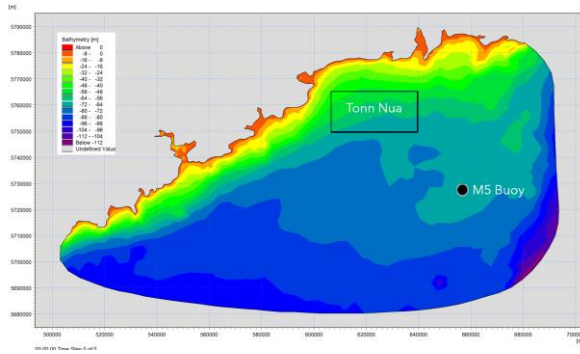 [m]
5790000
5780000
5770000
5760000
5750000
5740000
5730000
5720000
5710000
5700000
5690000
5680000
Bathymetry [m]
Above 0
-8 - 0
-16 - -8
-24 - -16
-32 - -24
-40 - -32
-48 - -40
-56 - -48
-64 - -56
-72 - -64
-80 - -72
-88 - -80
-96 - -88
-104 - -96
-112 - -104
Below -112
Undefined Value
Tonn Nua
M5 Buoy
500000 520000 540000 560000 580000 600000 620000 640000 660000 680000
00:00:00 Time Step 0 of 0